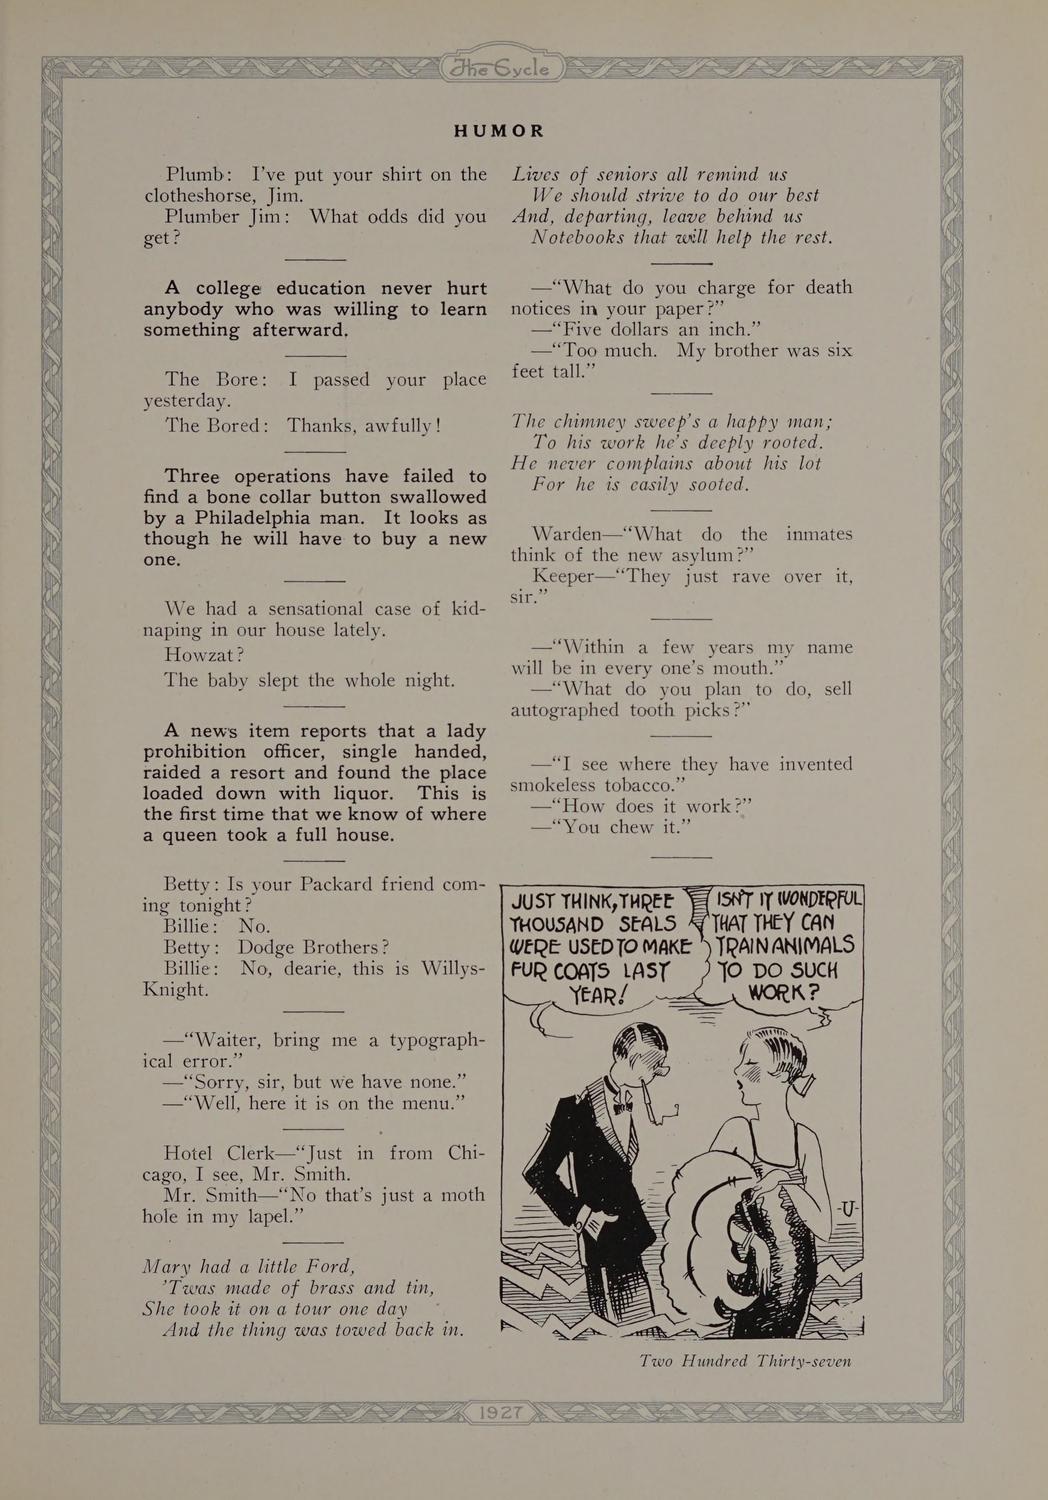 The Cycle
HUMOR
Plumb: I've put your shirt on the
clotheshorse, Jim.
Plumber Jim: What odds did you
get?
A college education never hurt
anybody who was willing to learn
something afterward.
The Bore: I passed your place
yesterday.
The Bored: Thanks, awfully!
Three operations have failed to
find a bone collar button swallowed
by a Philadelphia man. It looks as
though he will have to buy a new
one.
We had a sensational case of kid-
naping in our house lately.
Howzat?
The baby slept the whole night.
A news item reports that a lady
prohibition officer, single handed,
raided a resort and found the place
loaded down with liquor. This is
the first time that we know of where
a queen took a full house.
Betty: Is your Packard friend com-
ing tonight?
Billie: No.
Betty: Dodge Brothers?
Billie: No, dearie, this is Willys-
Knight.
—"Waiter, bring me a typograph-
ical error."
—"Sorry, sir, but we have none."
—"Well, here it is on the menu."
Hotel Clerk—"Just in from Chi-
cago, I see, Mr. Smith.
Mr. Smith—"No that's just a moth
hole in my lapel."
Mary had a little Ford,
'Twas made of brass and tin,
She took it on a tour one day
And the thing was towed back in.
Lives of seniors all remind us
We should strive to do our best
And, departing, leave behind us
Notebooks that will help the rest.
—"What do you charge for death
notices in your paper?"
—"Five dollars an inch."
—"Too much. My brother was six
feet tall."
The chimney sweep's a happy man;
To his work he's deeply rooted.
He never complains about his lot
For he is easily sooted.
Warden—"What do the inmates
think of the new asylum?"
Keeper—"They just rave over it,
sir."
—"Within a few years my name
will be in every one's mouth."
—"What do you plan to do, sell
autographed tooth picks?"
—"I see where they have invented
smokeless tobacco."
—"How does it work?"
—"You chew it."
JUST THINK, THREE
THOUSAND SEALS
WERE USED TO MAKE
FUR COATS LAST
YEAR!
ISN'T IT WONDERFUL
THAT THEY CAN
TRAIN ANIMALS
TO DO SUCH
WORK?
-U-
Two Hundred Thirty-seven
1927